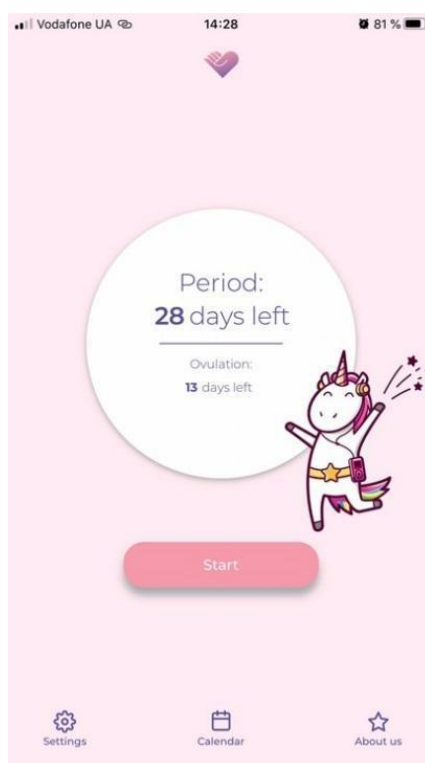 Vodafone UA 14:28 81 %
Period:
28 days left
Ovulation:
13 days left
Start
Settings Calendar About us